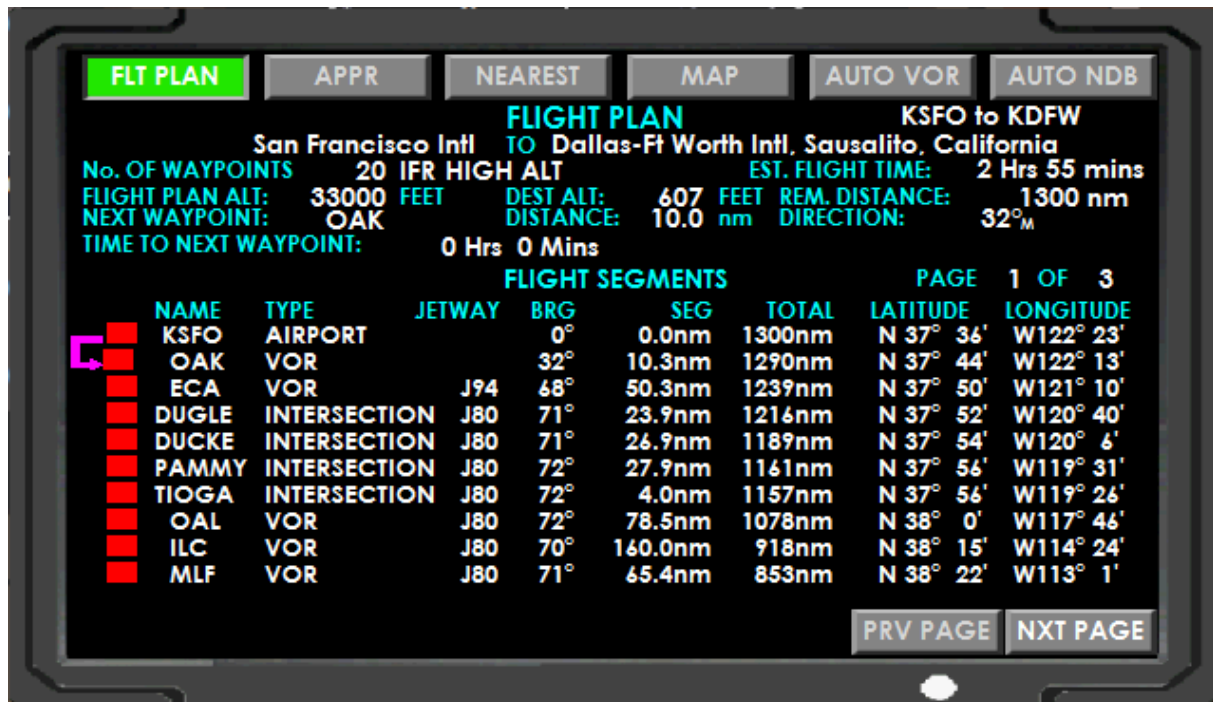 FLT PLAN APPR NEAREST MAP AUTO VOR AUTO NDB
FLIGHT PLAN KSFO to KDFW
San Francisco Intl TO Dallas-Ft Worth Intl, Sausalito, California
No. OF WAYPOINTS 20 IFR HIGH ALT EST. FLIGHT TIME: 2 Hrs 55 mins
FLIGHT PLAN ALT: 33000 FEET DEST ALT: 607 FEET REM. DISTANCE: 1300 nm
NEXT WAYPOINT: OAK DISTANCE: 10.0 nm DIRECTION: 32°M
TIME TO NEXT WAYPOINT: 0 Hrs 0 Mins
FLIGHT SEGMENTS PAGE 1 OF 3
NAME TYPE JETWAY BRG SEG TOTAL LATITUDE LONGITUDE
KSFO AIRPORT 0° 0.0nm 1300nm N 37° 36' W122° 23'
OAK VOR 32° 10.3nm 1290nm N 37° 44' W122° 13'
ECA VOR J94 68° 50.3nm 1239nm N 37° 50' W121° 10'
DUGLE INTERSECTION J80 71° 23.9nm 1216nm N 37° 52' W120° 40'
DUCKE INTERSECTION J80 71° 26.9nm 1189nm N 37° 54' W120° 6'
PAMMY INTERSECTION J80 72° 27.9nm 1161nm N 37° 56' W119° 31'
TIOGA INTERSECTION J80 72° 4.0nm 1157nm N 37° 56' W119° 26'
OAL VOR J80 72° 78.5nm 1078nm N 38° 0' W117° 46'
ILC VOR J80 70° 160.0nm 918nm N 38° 15' W114° 24'
MLF VOR J80 71° 65.4nm 853nm N 38° 22' W113° 1'
PRV PAGE NXT PAGE